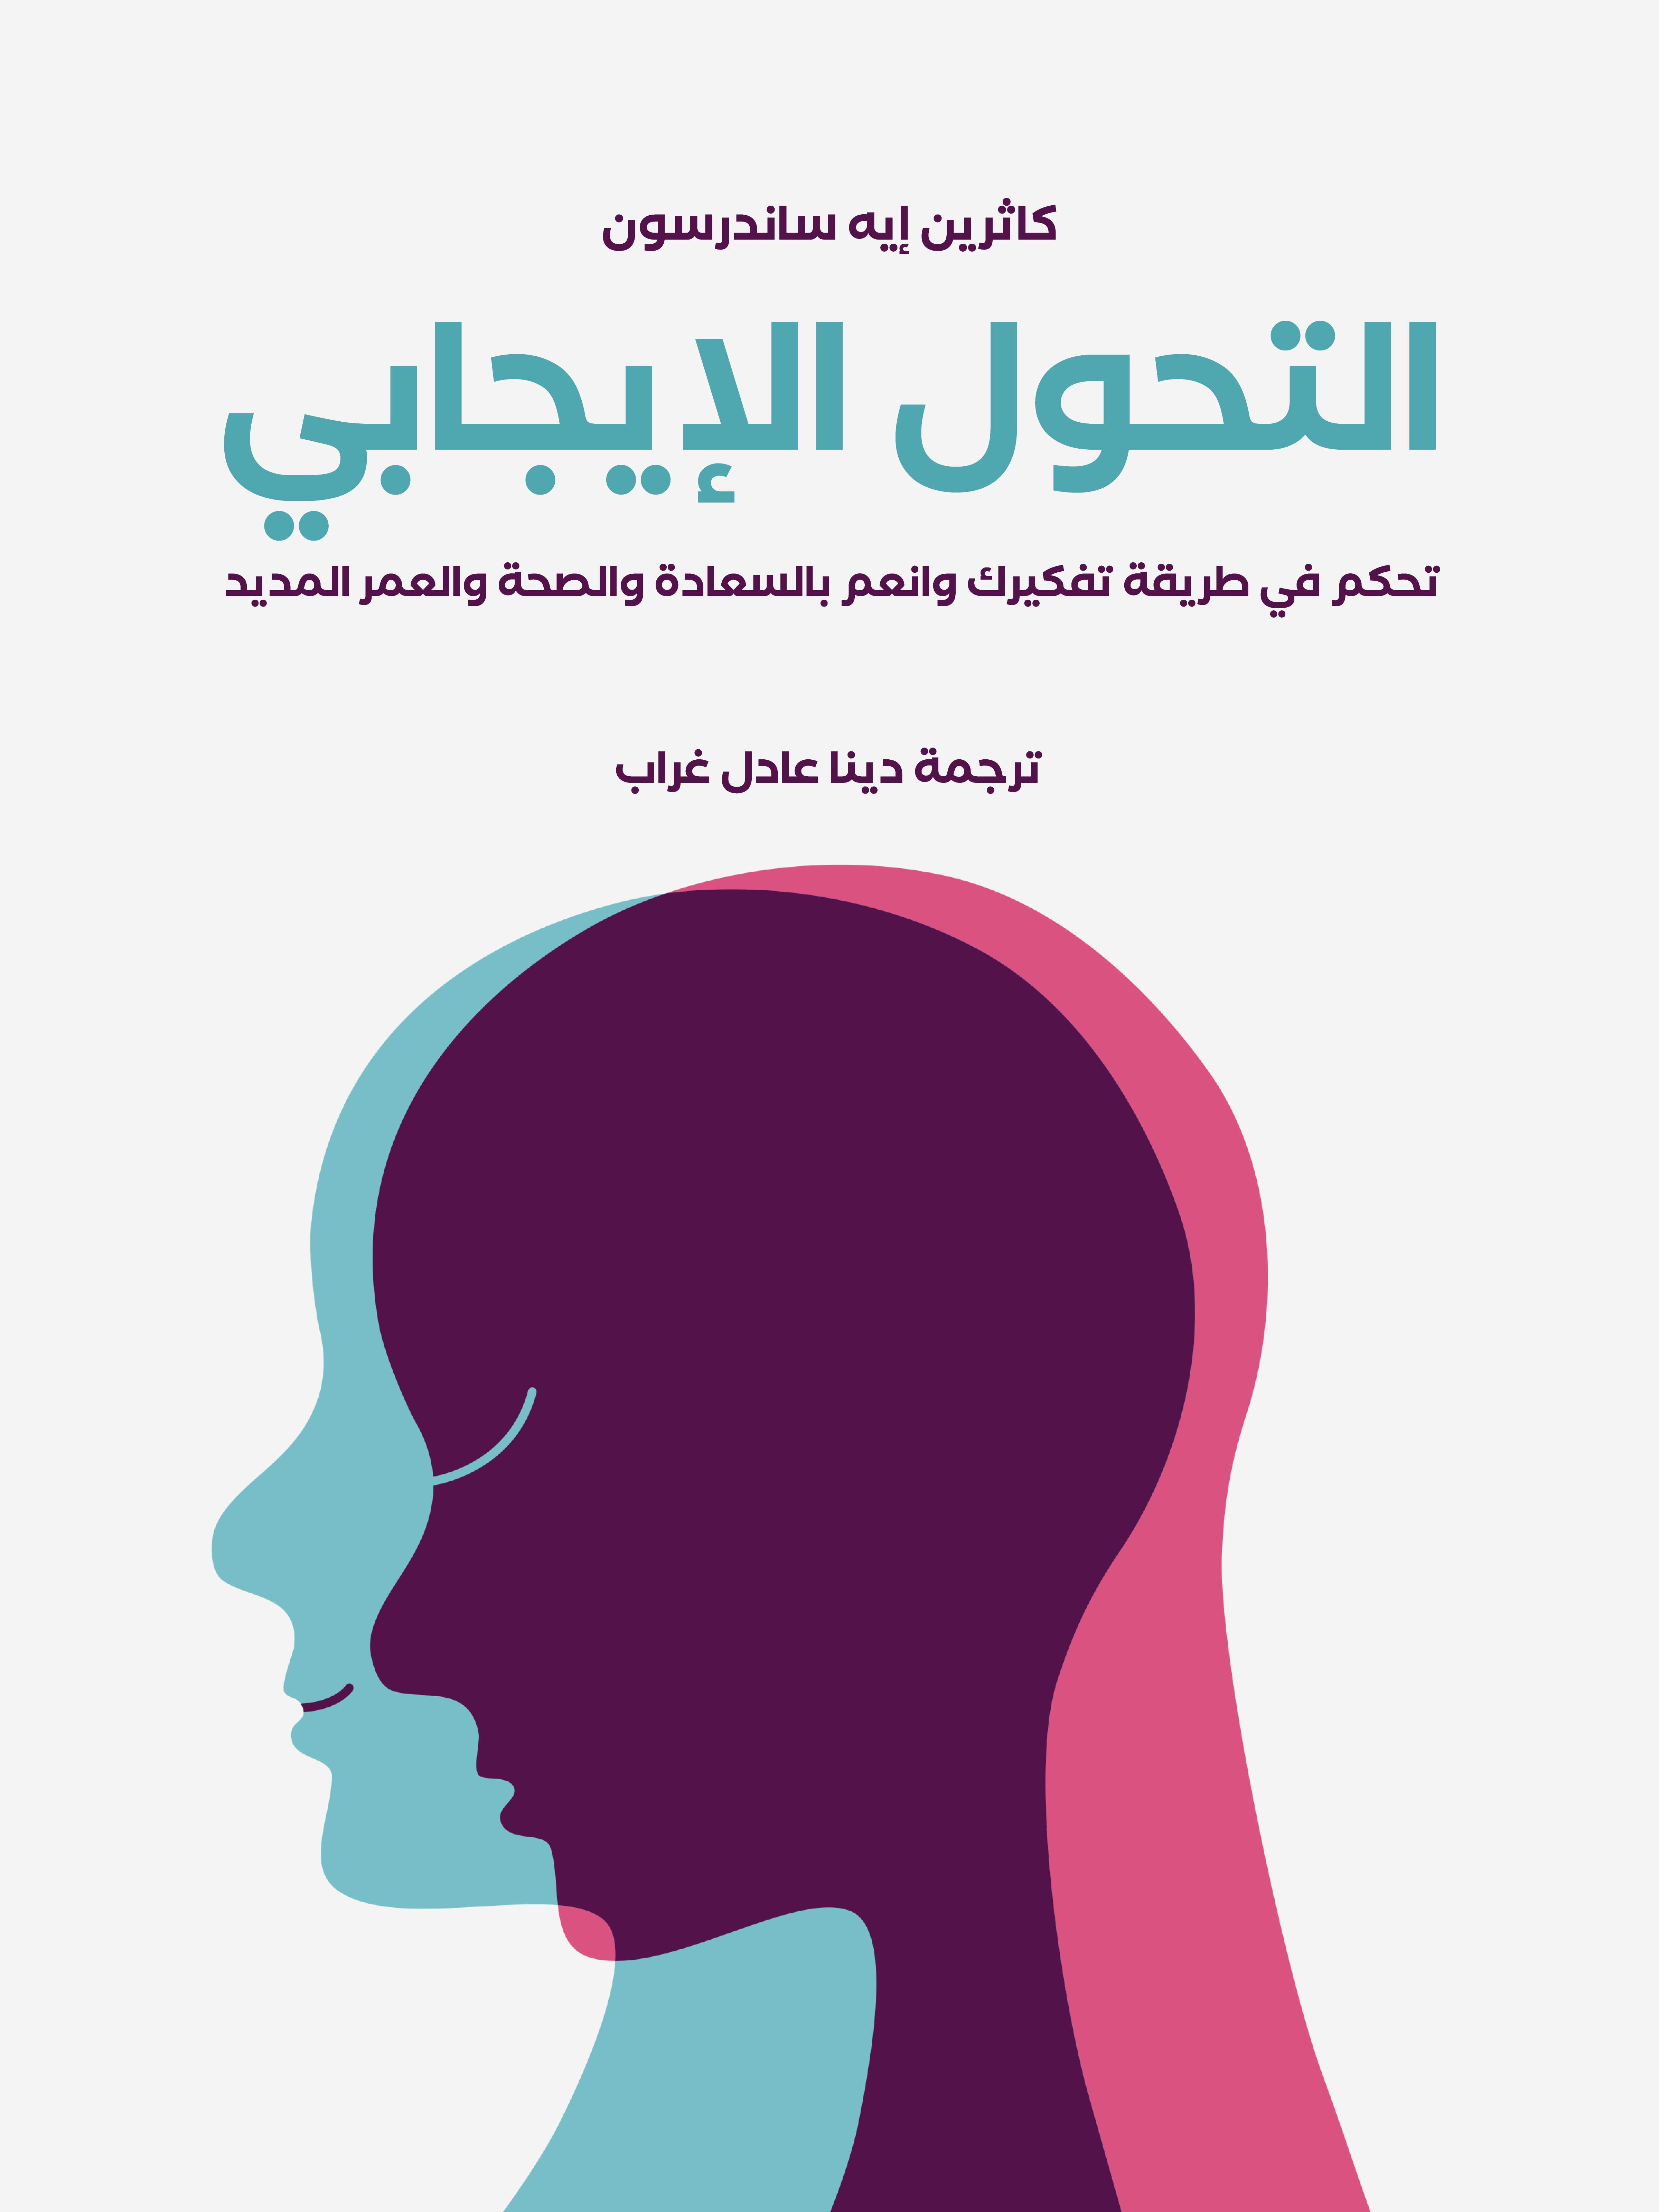 كاثرين إيه ساندرسون
التحول الإيجابي
تحكم في طريقة تفكيرك وانعم بالسعادة والصحة والعمر المديد
ترجمة دينا عادل غراب